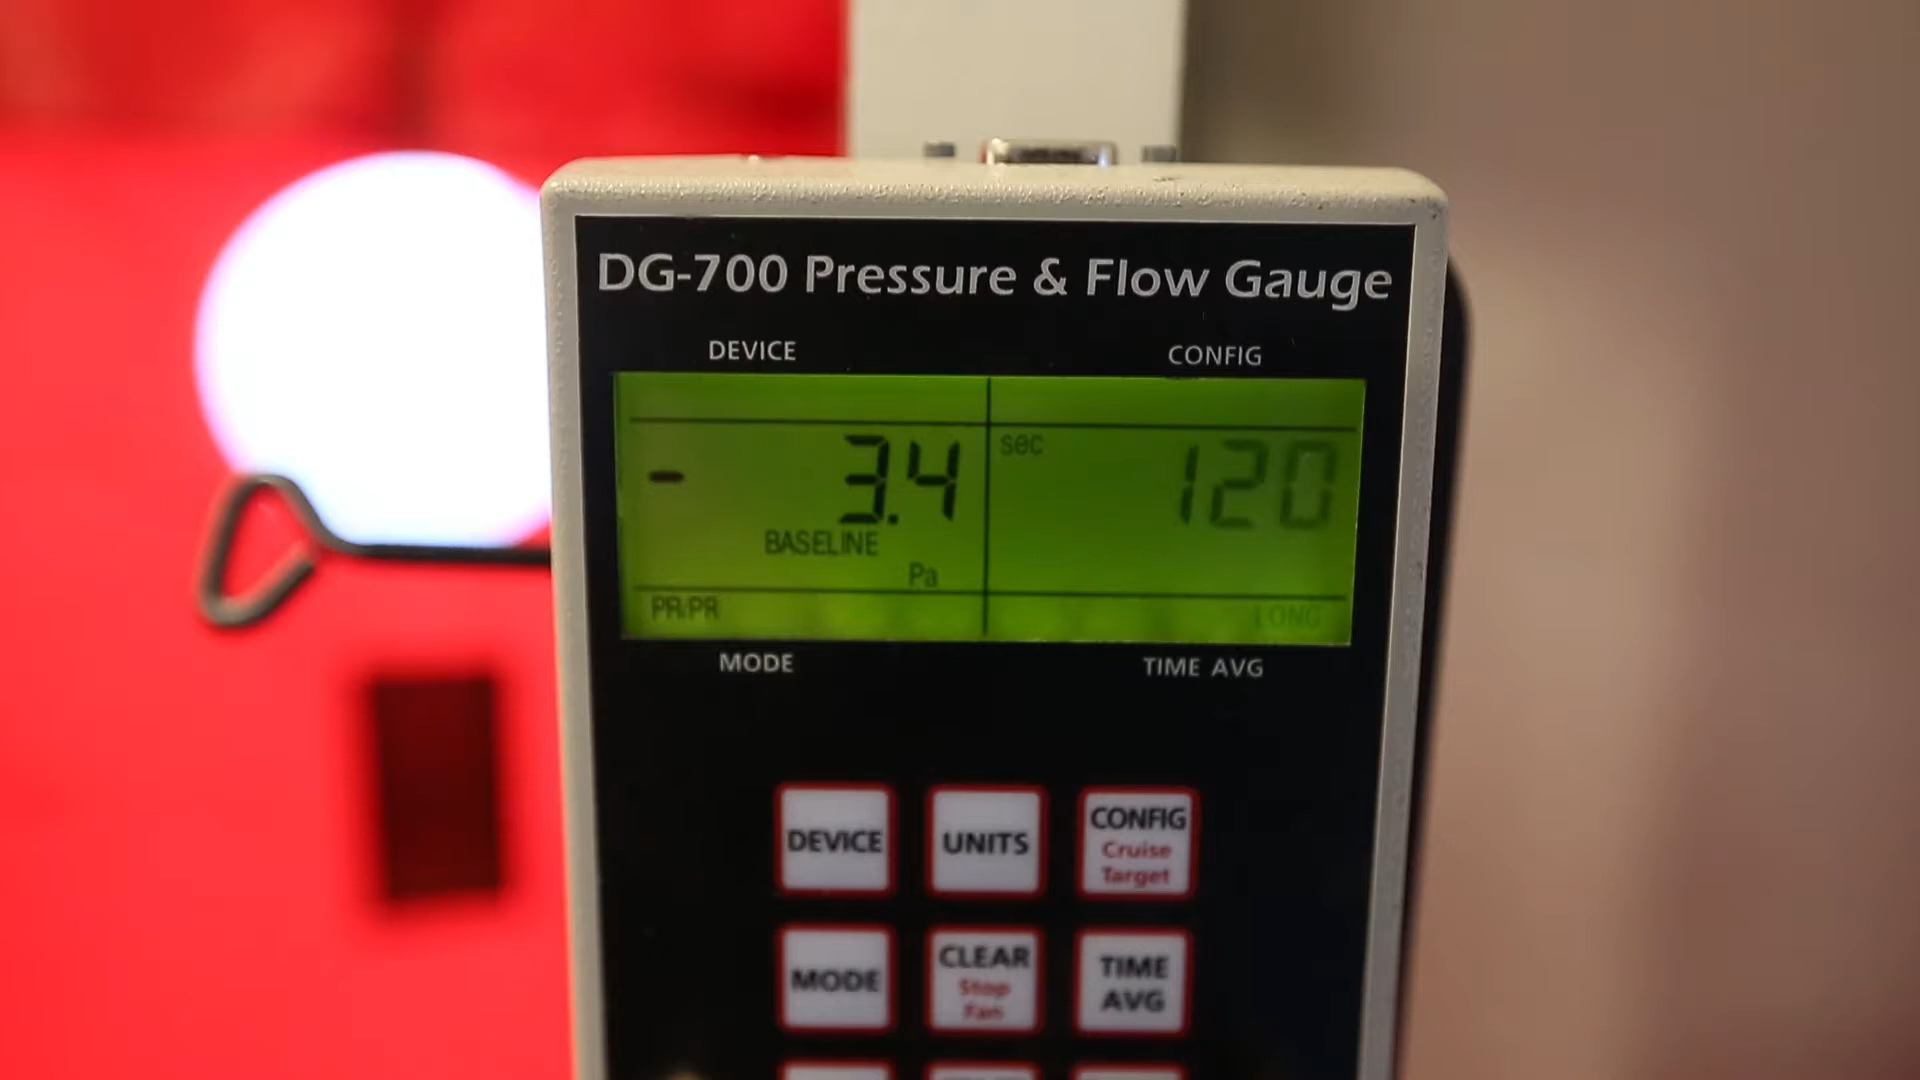 DG-700 Pressure & Flow Gauge
DEVICE CONFIG
- 3.4 sec 120
BASELINE
Pa
PR/PR LONG
MODE TIME AVG
DEVICE UNITS CONFIG
Cruise
Target
MODE CLEAR
Stop
Fan
TIME
AVG